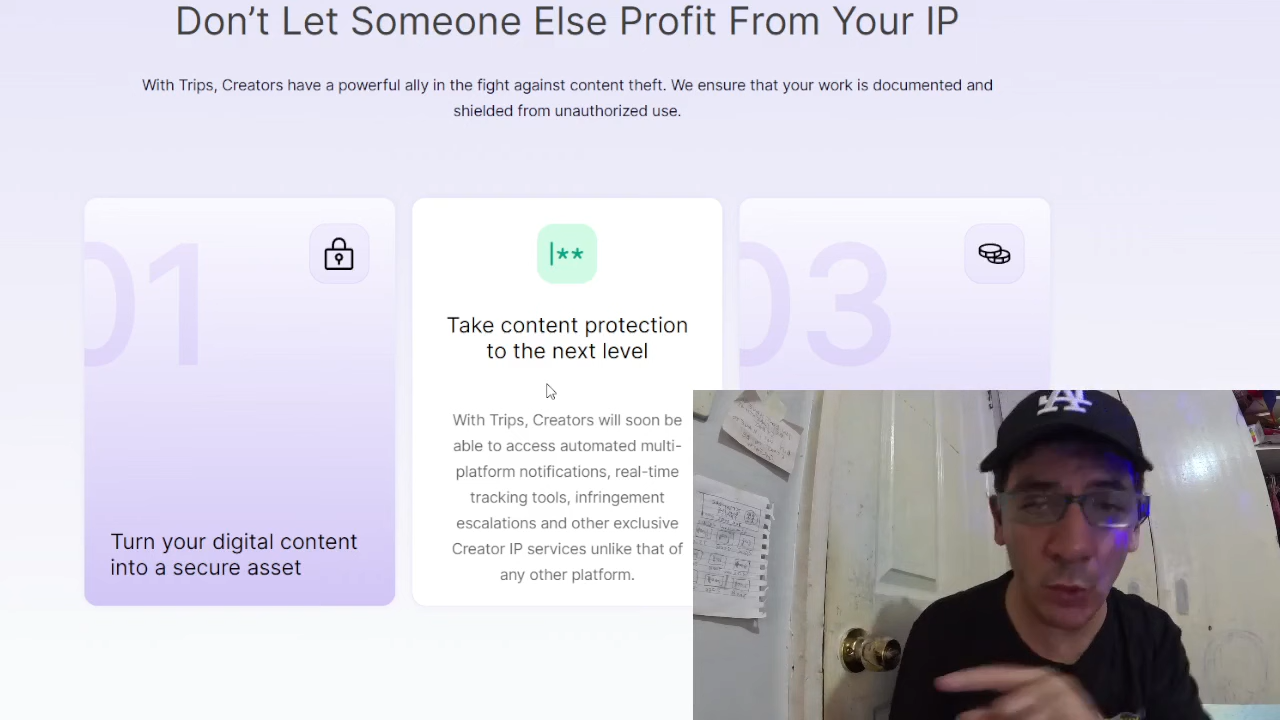 Don’t Let Someone Else Profit From Your IP
With Trips, Creators have a powerful ally in the fight against content theft. We ensure that your work is documented and
shielded from unauthorized use.
01
Turn your digital content
into a secure asset
|**
Take content protection
to the next level
With Trips, Creators will soon be
able to access automated multi-
platform notifications, real-time
tracking tools, infringement
escalations and other exclusive
Creator IP services unlike that of
any other platform.
03
LA